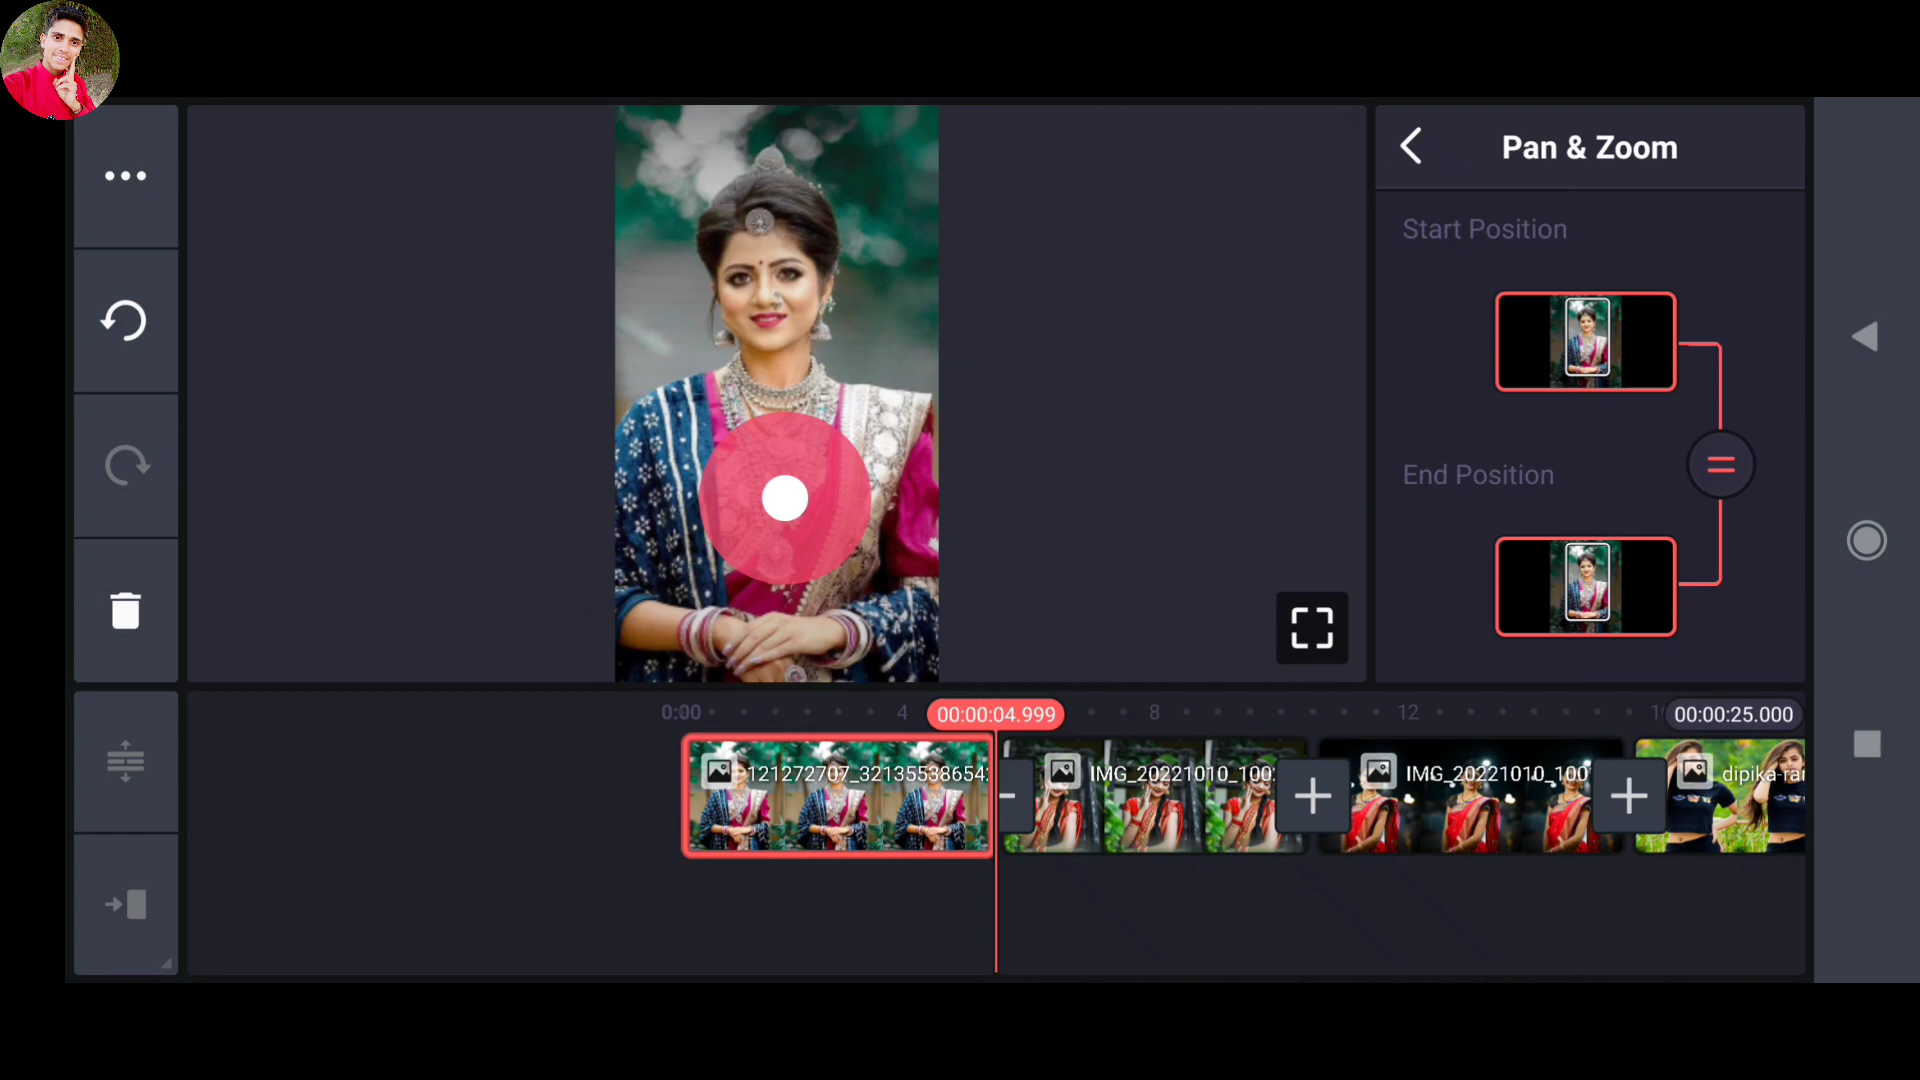 Pan & Zoom
Start Position
End Position
0:00
4
00:00:04.999
8
12
00:00:25.000
121272707_32135538654
IMG_20221010_100
IMG_20221010_100
dipika-ra